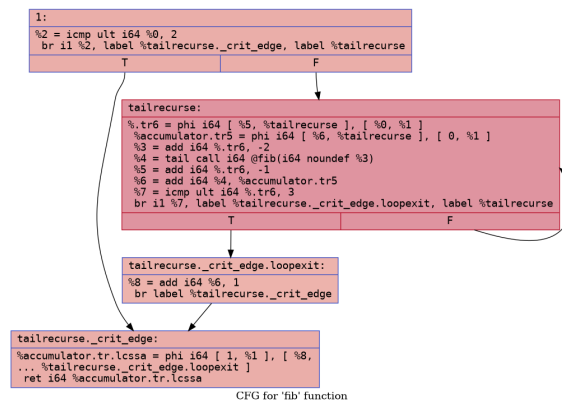 1:
%2 = icmp ult i64 %0, 2
br i1 %2, label %tailrecurse._crit_edge, label %tailrecurse
T F
tailrecurse:
%.tr6 = phi i64 [ %5, %tailrecurse ], [ %0, %1 ]
%accumulator.tr5 = phi i64 [ %6, %tailrecurse ], [ 0, %1 ]
%3 = add i64 %.tr6, -2
%4 = tail call i64 @fib(i64 noundef %3)
%5 = add i64 %.tr6, -1
%6 = add i64 %4, %accumulator.tr5
%7 = icmp ult i64 %.tr6, 3
br i1 %7, label %tailrecurse._crit_edge.loopexit, label %tailrecurse
T F
tailrecurse._crit_edge.loopexit:
%8 = add i64 %6, 1
br label %tailrecurse._crit_edge
tailrecurse._crit_edge:
%accumulator.tr.lcssa = phi i64 [ 1, %1 ], [ %8,
... %tailrecurse._crit_edge.loopexit ]
ret i64 %accumulator.tr.lcssa
CFG for 'fib' function